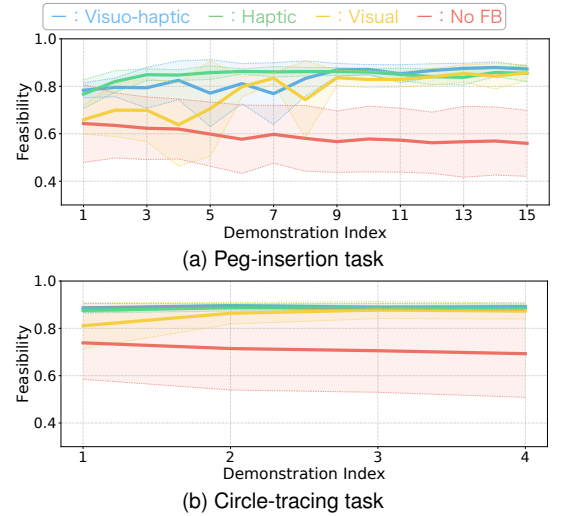 — : Visuo-haptic — : Haptic — : Visual — : No FB
1.0
0.8
0.6
0.4
Feasibility
1 3 5 7 9 11 13 15
Demonstration Index
(a) Peg-insertion task
1.0
0.8
0.6
0.4
Feasibility
1 2 3 4
Demonstration Index
(b) Circle-tracing task